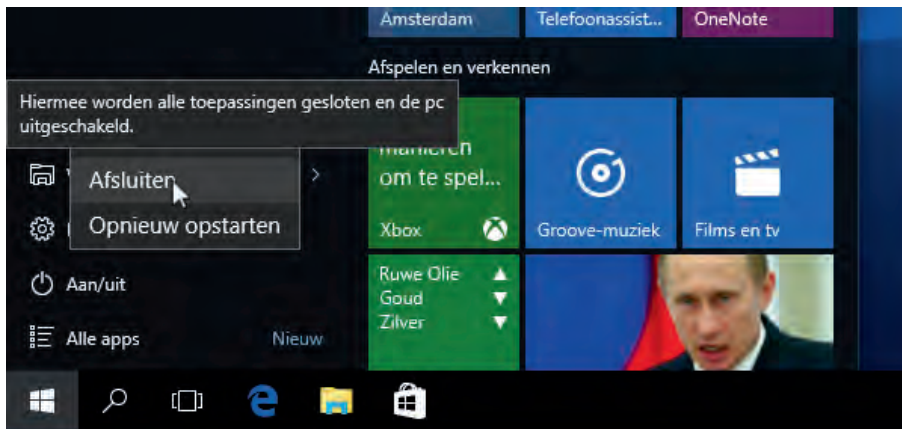 Amsterdam
Telefoonassist...
OneNote
Afspelen en verkennen
Hiermee worden alle toepassingen gesloten en de pc
uitgeschakeld.
manieren
om te spel...
Afsluiten
Opnieuw opstarten
Xbox
Groove-muziek
Films en tv
Aan/uit
Ruwe Olie ▲
Goud ▼
Zilver ▼
Alle apps
Nieuw